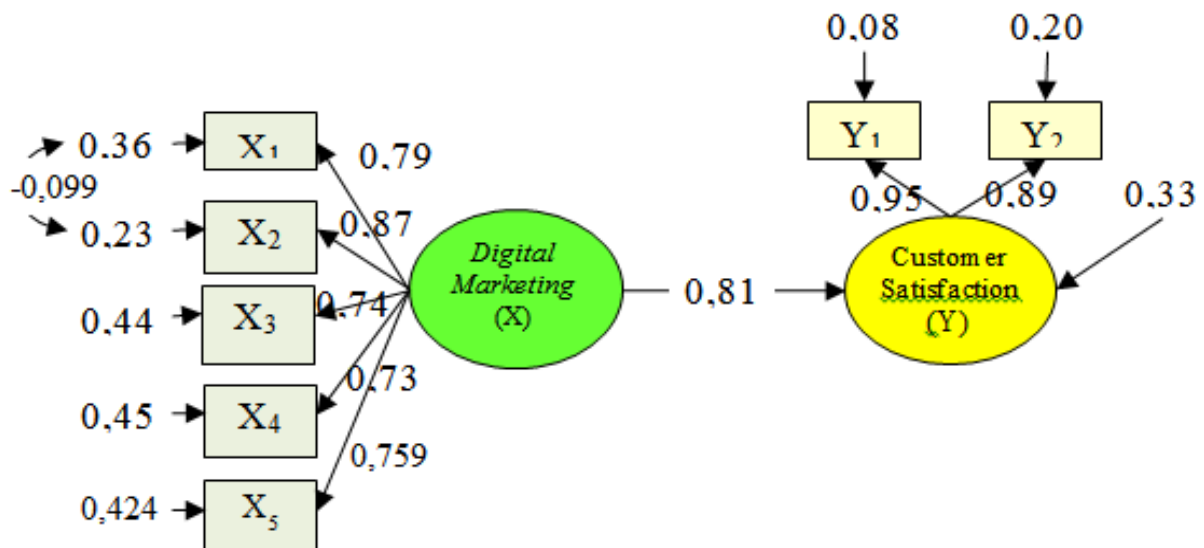 0,08
0,20
Y1
Y2
0,95
0,89
0,33
0.36
X1
0,79
-0,099
0,23
X2
0,87
Digital
Marketing
(X)
0,81
Customer
Satisfaction
(Y)
0,44
X3
0,74
0,45
X4
0,73
0,759
0,424
X5